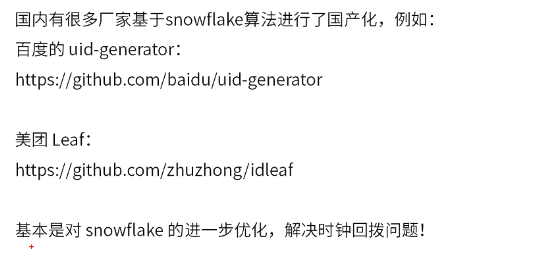 国内有很多厂家基于snowflake算法进行了国产化，例如：
百度的 uid-generator：
https://github.com/baidu/uid-generator
美团 Leaf：
https://github.com/zhuzhong/idleaf
基本是对 snowflake 的进一步优化，解决时钟回拨问题！